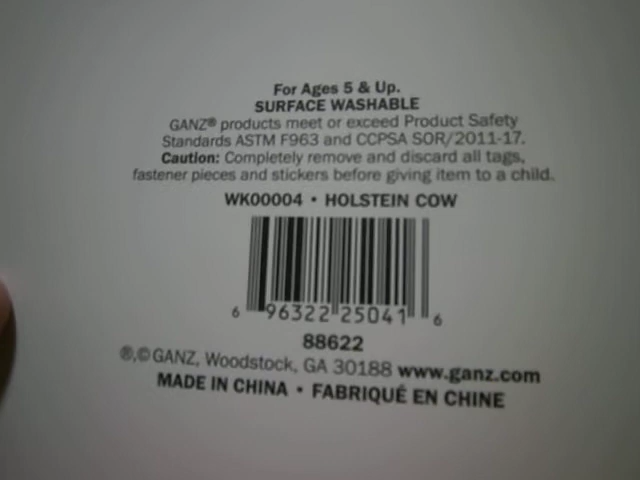 For Ages 5 & Up.
SURFACE WASHABLE
GANZ® products meet or exceed Product Safety
Standards ASTM F963 and CCPSA SOR/2011-17.
Caution: Completely remove and discard all tags,
fastener pieces and stickers before giving item to a child.
WK00004 • HOLSTEIN COW
6 96322 25041 6
88622
®,© GANZ, Woodstock, GA 30188 www.ganz.com
MADE IN CHINA • FABRIQUÉ EN CHINE